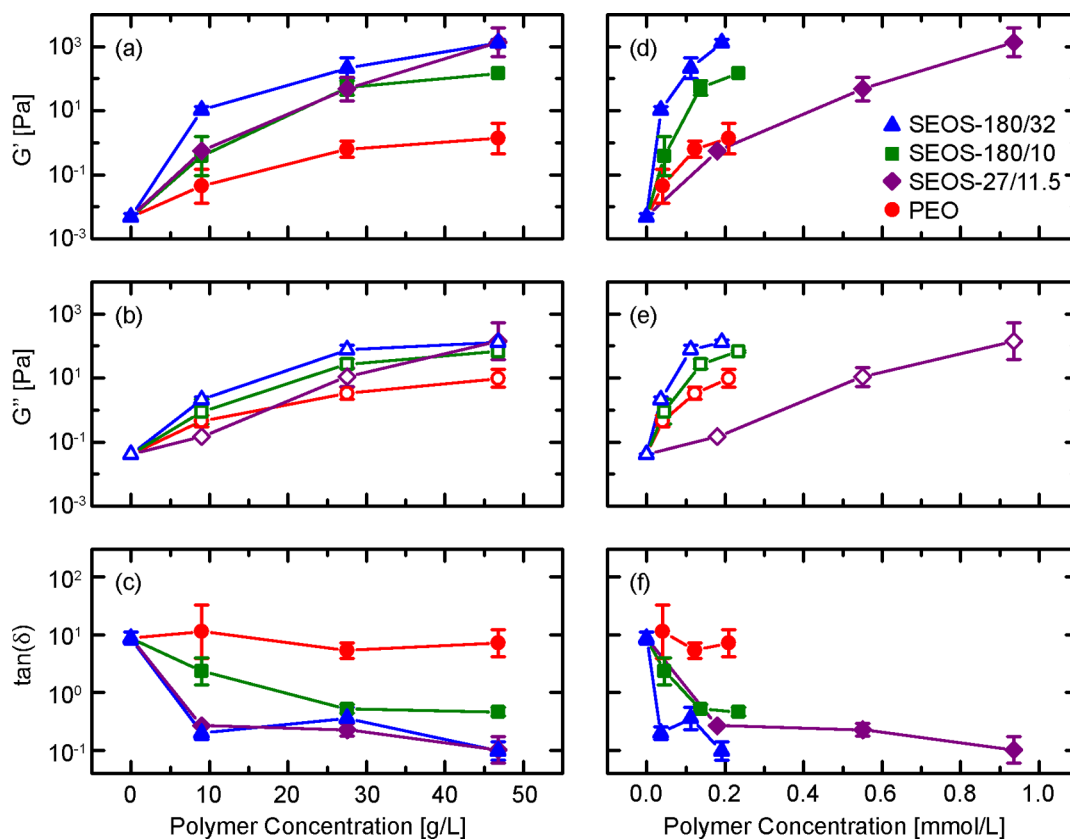 (a)
G' [Pa]
10³
10¹
10⁻¹
10⁻³
(d)
SEOS-180/32
SEOS-180/10
SEOS-27/11.5
PEO
(b)
G'' [Pa]
10³
10¹
10⁻¹
10⁻³
(e)
(c)
tan(δ)
10²
10¹
10⁰
10⁻¹
(f)
0 10 20 30 40 50
Polymer Concentration [g/L]
0.0 0.2 0.4 0.6 0.8 1.0
Polymer Concentration [mmol/L]